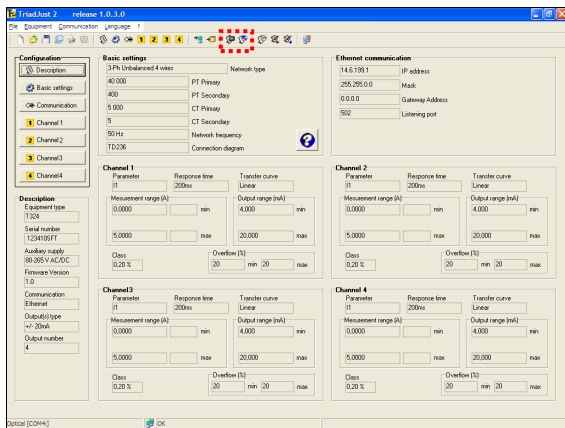 TriadJust 2 release 1.0.3.0
File Equipment Communication Language ?
1 2 3 4
Configuration
Description
Basic settings
Communication
1 Channel 1
2 Channel 2
3 Channel3
4 Channel4
Description
Equipment type
T324
Serial number
123410SFT
Auxiliary supply
80-265 V AC/DC
Firmware Version
1.0
Communication
Ethernet
Output(s) type
+/- 20mA
Output number
4
Basic settings
3-Ph Unbalanced 4 wires Network type
40 000 PT Primary
400 PT Secondary
5 000 CT Primary
5 CT Secondary
50 Hz Network frequency
TD236 Connection diagram
Ethernet communication
14.6.199.1 IP address
255.255.0.0 Mask
0.0.0.0 Gateway Address
502 Listening port
Channel 1
Parameter Response time Transfer curve
I1 200ms Linear
Mesurement range (A) Output range (mA)
0,0000 min 4,000 min
5,0000 max 20,000 max
Class Overflow (%)
0,20 % 20 min 20 max
Channel 2
Parameter Response time Transfer curve
I1 200ms Linear
Mesurement range (A) Output range (mA)
0,0000 min 4,000 min
5,0000 max 20,000 max
Class Overflow (%)
0,20 % 20 min 20 max
Channel3
Parameter Response time Transfer curve
I1 200ms Linear
Mesurement range (A) Output range (mA)
0,0000 min 4,000 min
5,0000 max 20,000 max
Class Overflow (%)
0,20 % 20 min 20 max
Channel 4
Parameter Response time Transfer curve
I1 200ms Linear
Mesurement range (A) Output range (mA)
0,0000 min 4,000 min
5,0000 max 20,000 max
Class Overflow (%)
0,20 % 20 min 20 max
Optical [COM4] OK